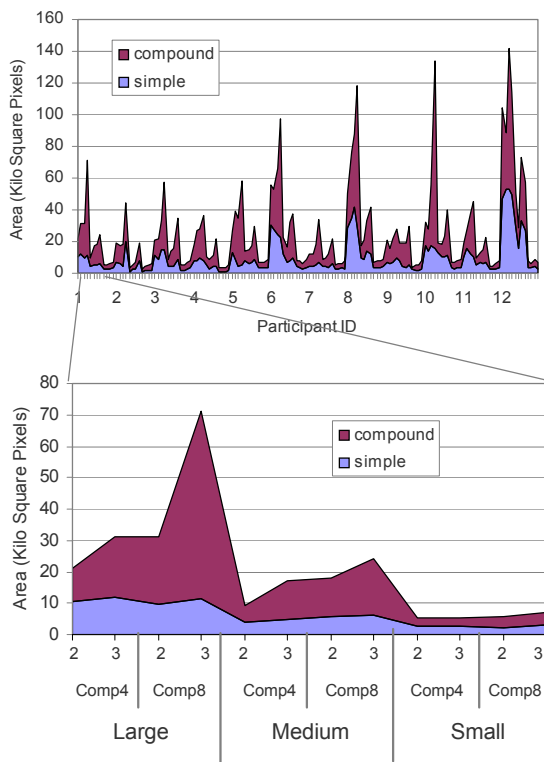 160
140
120
100
80
60
40
20
0
Area (Kilo Square Pixels)
compound
simple
1 2 3 4 5 6 7 8 9 10 11 12
Participant ID
80
70
60
50
40
30
20
10
0
Area (Kilo Square Pixels)
compound
simple
2 3 2 3 2 3 2 3 2 3 2 3
Comp4 Comp8 Comp4 Comp8 Comp4 Comp8
Large Medium Small